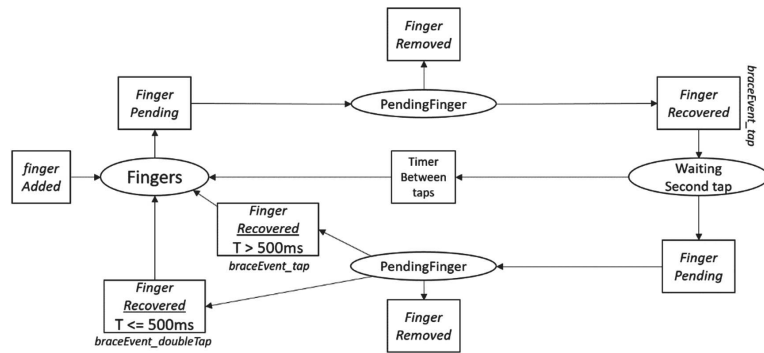 Finger
Removed
Finger
Pending
PendingFinger
Finger
Recovered
braceEvent_tap
finger
Added
Fingers
Timer
Between
taps
Waiting
Second tap
Finger
Recovered
T > 500ms
braceEvent_tap
PendingFinger
Finger
Pending
Finger
Recovered
T <= 500ms
braceEvent_doubleTap
Finger
Removed